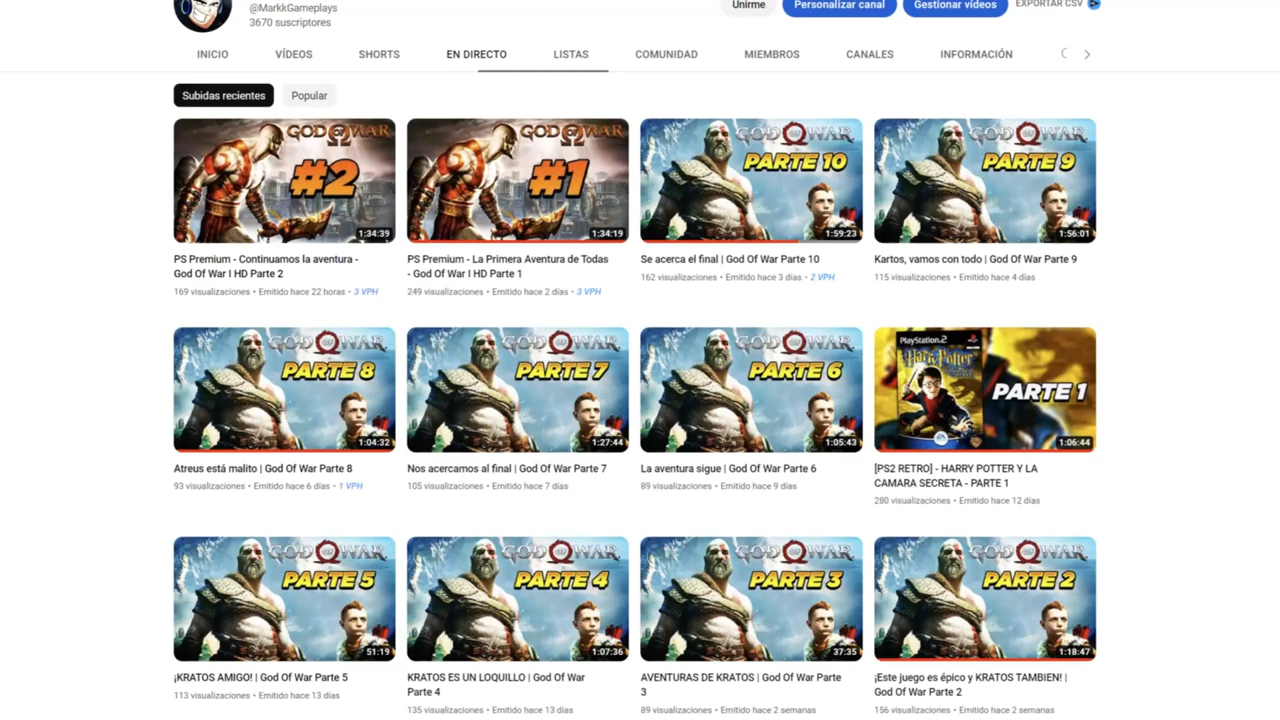 @MarkkGameplays
3670 suscriptores
Unirme
Personalizar canal
Gestionar vídeos
EXPORTAR CSV
INICIO VÍDEOS SHORTS EN DIRECTO LISTAS COMUNIDAD MIEMBROS CANALES INFORMACIÓN
Subidas recientes Popular
GOD OF WAR
#2
1:34:39
GOD OF WAR
#1
1:34:19
GOD OF WAR
PARTE 10
1:59:23
GOD OF WAR
PARTE 9
1:56:01
PS Premium - Continuamos la aventura -
God Of War I HD Parte 2
169 visualizaciones • Emitido hace 22 horas • 3 VPH
PS Premium - La Primera Aventura de Todas
- God Of War I HD Parte 1
249 visualizaciones • Emitido hace 2 días • 3 VPH
Se acerca el final | God Of War Parte 10
162 visualizaciones • Emitido hace 3 días • 2 VPH
Kartos, vamos con todo | God Of War Parte 9
115 visualizaciones • Emitido hace 4 días
GOD OF WAR
PARTE 8
1:04:32
GOD OF WAR
PARTE 7
1:27:44
GOD OF WAR
PARTE 6
1:05:43
PlayStation 2
Harry Potter
EA
PARTE 1
1:06:44
Atreus está malito | God Of War Parte 8
93 visualizaciones • Emitido hace 6 días • 1 VPH
Nos acercamos al final | God Of War Parte 7
105 visualizaciones • Emitido hace 7 días
La aventura sigue | God Of War Parte 6
89 visualizaciones • Emitido hace 9 días
[PS2 RETRO] - HARRY POTTER Y LA
CAMARA SECRETA - PARTE 1
280 visualizaciones • Emitido hace 12 días
GOD OF WAR
PARTE 5
51:19
GOD OF WAR
PARTE 4
1:07:36
GOD OF WAR
PARTE 3
37:35
GOD OF WAR
PARTE 2
1:18:47
¡KRATOS AMIGO! | God Of War Parte 5
113 visualizaciones • Emitido hace 13 días
KRATOS ES UN LOQUILLO | God Of War
Parte 4
135 visualizaciones • Emitido hace 13 días
AVENTURAS DE KRATOS | God Of War Parte
3
89 visualizaciones • Emitido hace 2 semanas
¡Este juego es épico y KRATOS TAMBIEN! |
God Of War Parte 2
156 visualizaciones • Emitido hace 2 semanas